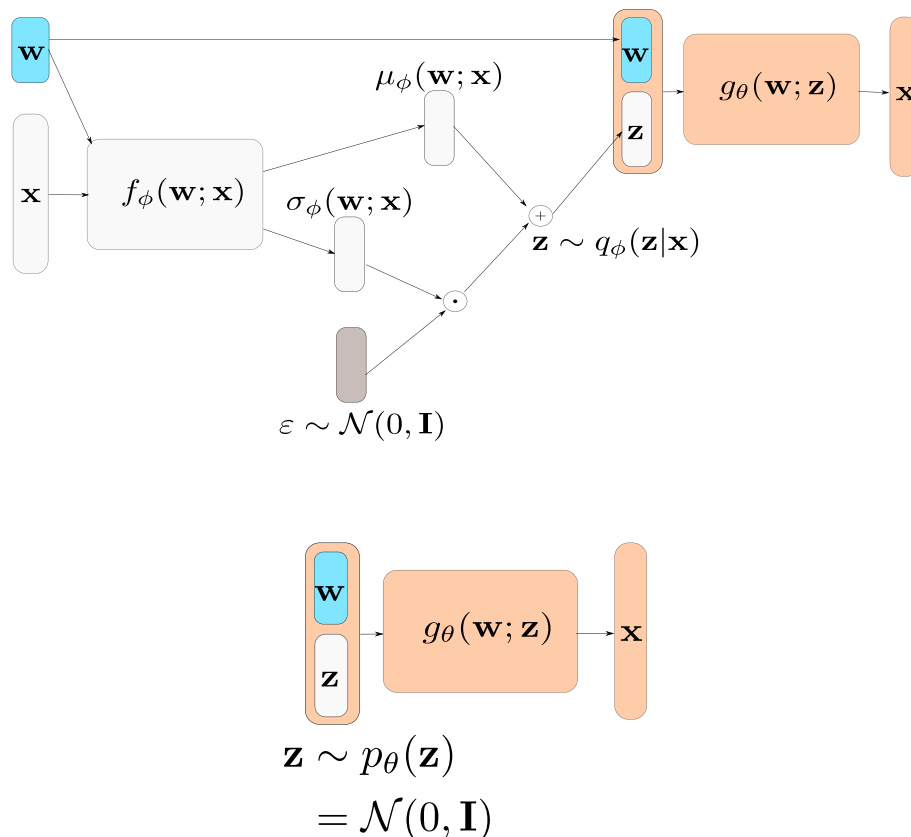 w
w
μ_ϕ(w; x)
g_θ(w; z)
x
z
x
f_ϕ(w; x)
σ_ϕ(w; x)
+
z ∼ q_ϕ(z|x)
·
ε ∼ 𝒩(0, I)
w
g_θ(w; z)
x
z
z ∼ p_θ(z)
= 𝒩(0, I)